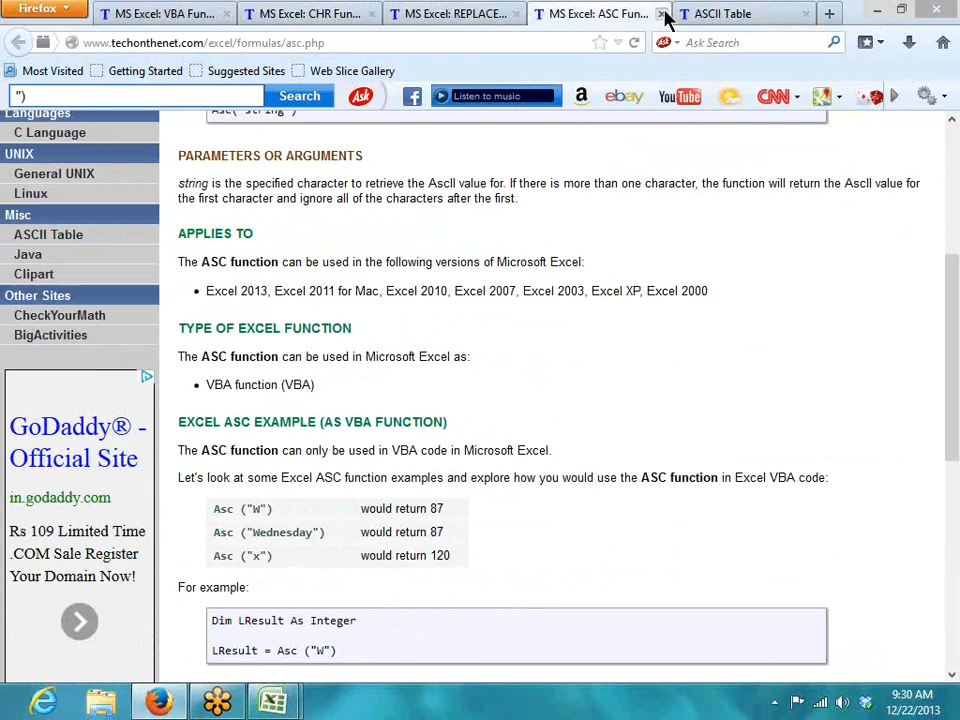 Firefox
MS Excel: VBA Fun...
MS Excel: CHR Fun...
MS Excel: REPLACE...
MS Excel: ASC Fun...
ASCII Table
www.techonthenet.com/excel/formulas/asc.php
Ask Search
Most Visited
Getting Started
Suggested Sites
Web Slice Gallery
")
Search
Ask
Listen to music
ebay
You Tube
CNN
Languages
C Language
UNIX
General UNIX
Linux
Misc
ASCII Table
Java
Clipart
Other Sites
CheckYourMath
BigActivities
GoDaddy® -
Official Site
in.godaddy.com
Rs 109 Limited Time
.COM Sale Register
Your Domain Now!
Asc( string )
PARAMETERS OR ARGUMENTS
string is the specified character to retrieve the AscII value for. If there is more than one character, the function will return the AscII value for
the first character and ignore all of the characters after the first.
APPLIES TO
The ASC function can be used in the following versions of Microsoft Excel:
• Excel 2013, Excel 2011 for Mac, Excel 2010, Excel 2007, Excel 2003, Excel XP, Excel 2000
TYPE OF EXCEL FUNCTION
The ASC function can be used in Microsoft Excel as:
• VBA function (VBA)
EXCEL ASC EXAMPLE (AS VBA FUNCTION)
The ASC function can only be used in VBA code in Microsoft Excel.
Let's look at some Excel ASC function examples and explore how you would use the ASC function in Excel VBA code:
Asc ("W") would return 87
Asc ("Wednesday") would return 87
Asc ("x") would return 120
For example:
Dim LResult As Integer
LResult = Asc ("W")
9:30 AM
12/22/2013